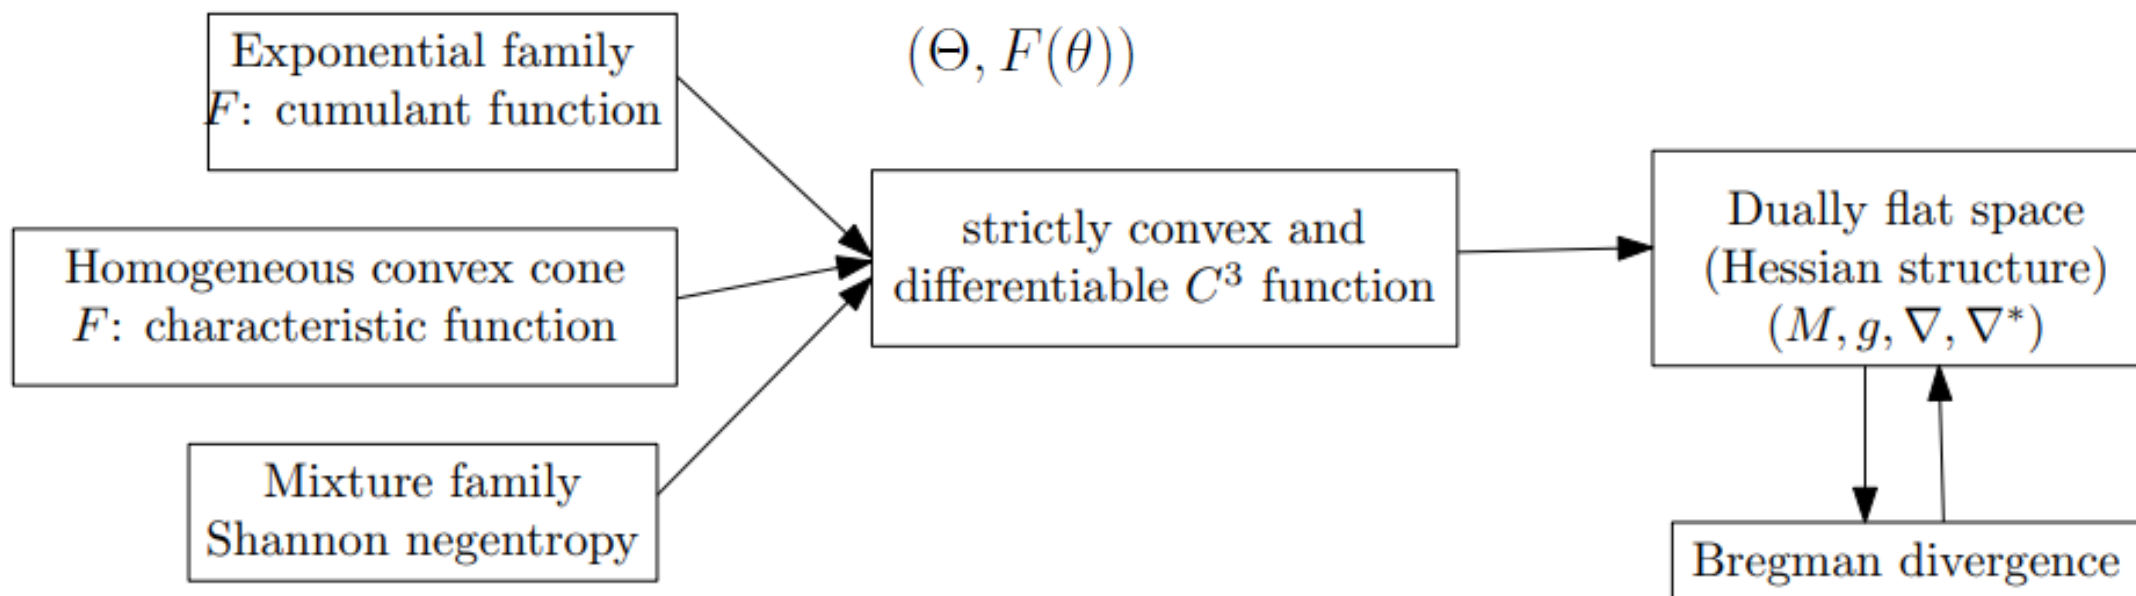 Exponential family
F: cumulant function
(Θ, F(θ))
Homogeneous convex cone
F: characteristic function
Mixture family
Shannon negentropy
strictly convex and
differentiable C³ function
Dually flat space
(Hessian structure)
(M, g, ∇, ∇*)
Bregman divergence